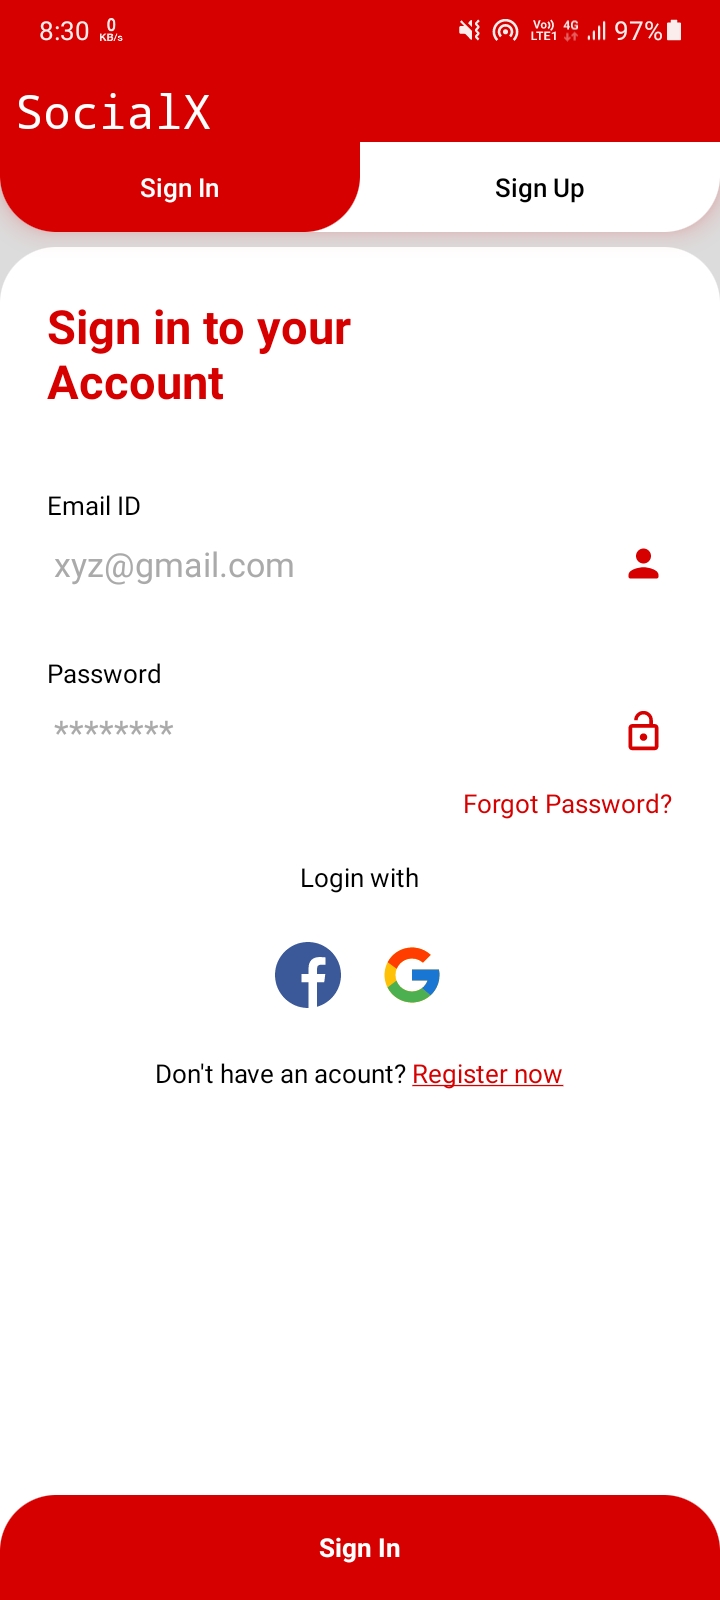 8:30 0 KB/s Vo)) LTE1 4G 97%
SocialX
Sign In Sign Up
Sign in to your
Account
Email ID
xyz@gmail.com
Password
********
Forgot Password?
Login with
Don't have an acount? Register now
Sign In